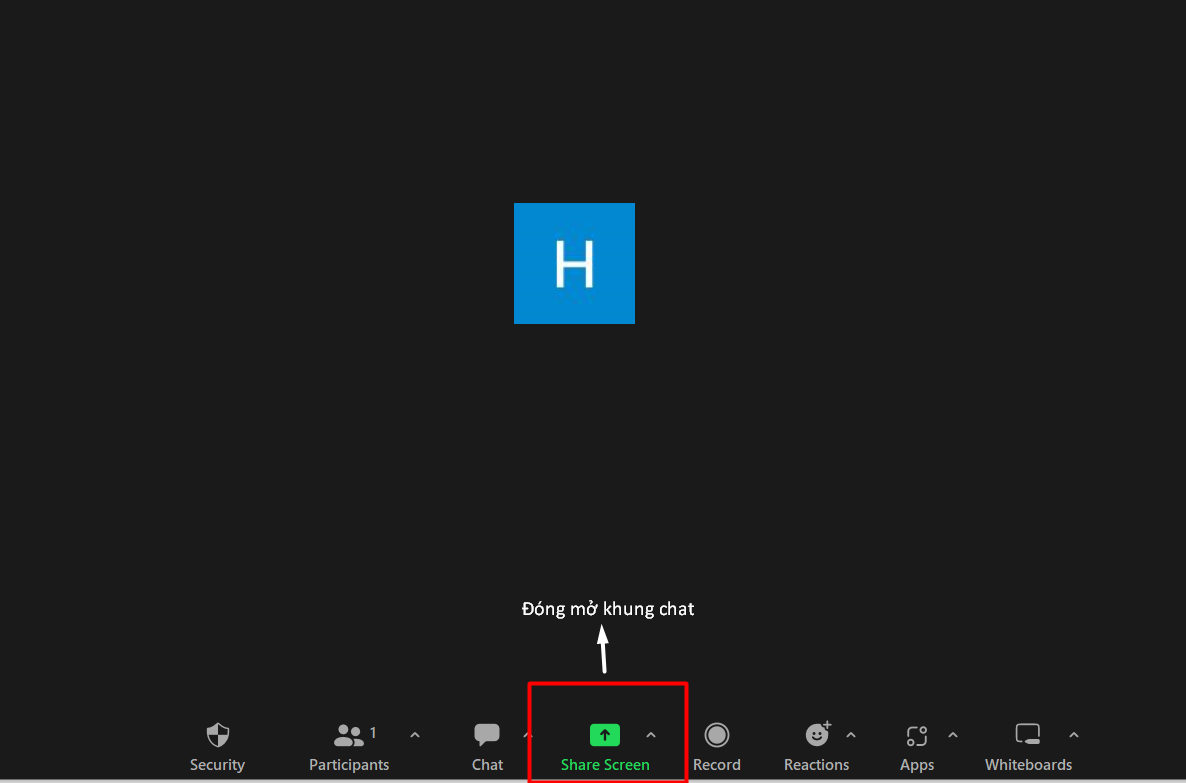 H
Đóng mở khung chat
1
Security
Participants
Chat
Share Screen
Record
Reactions
Apps
Whiteboards